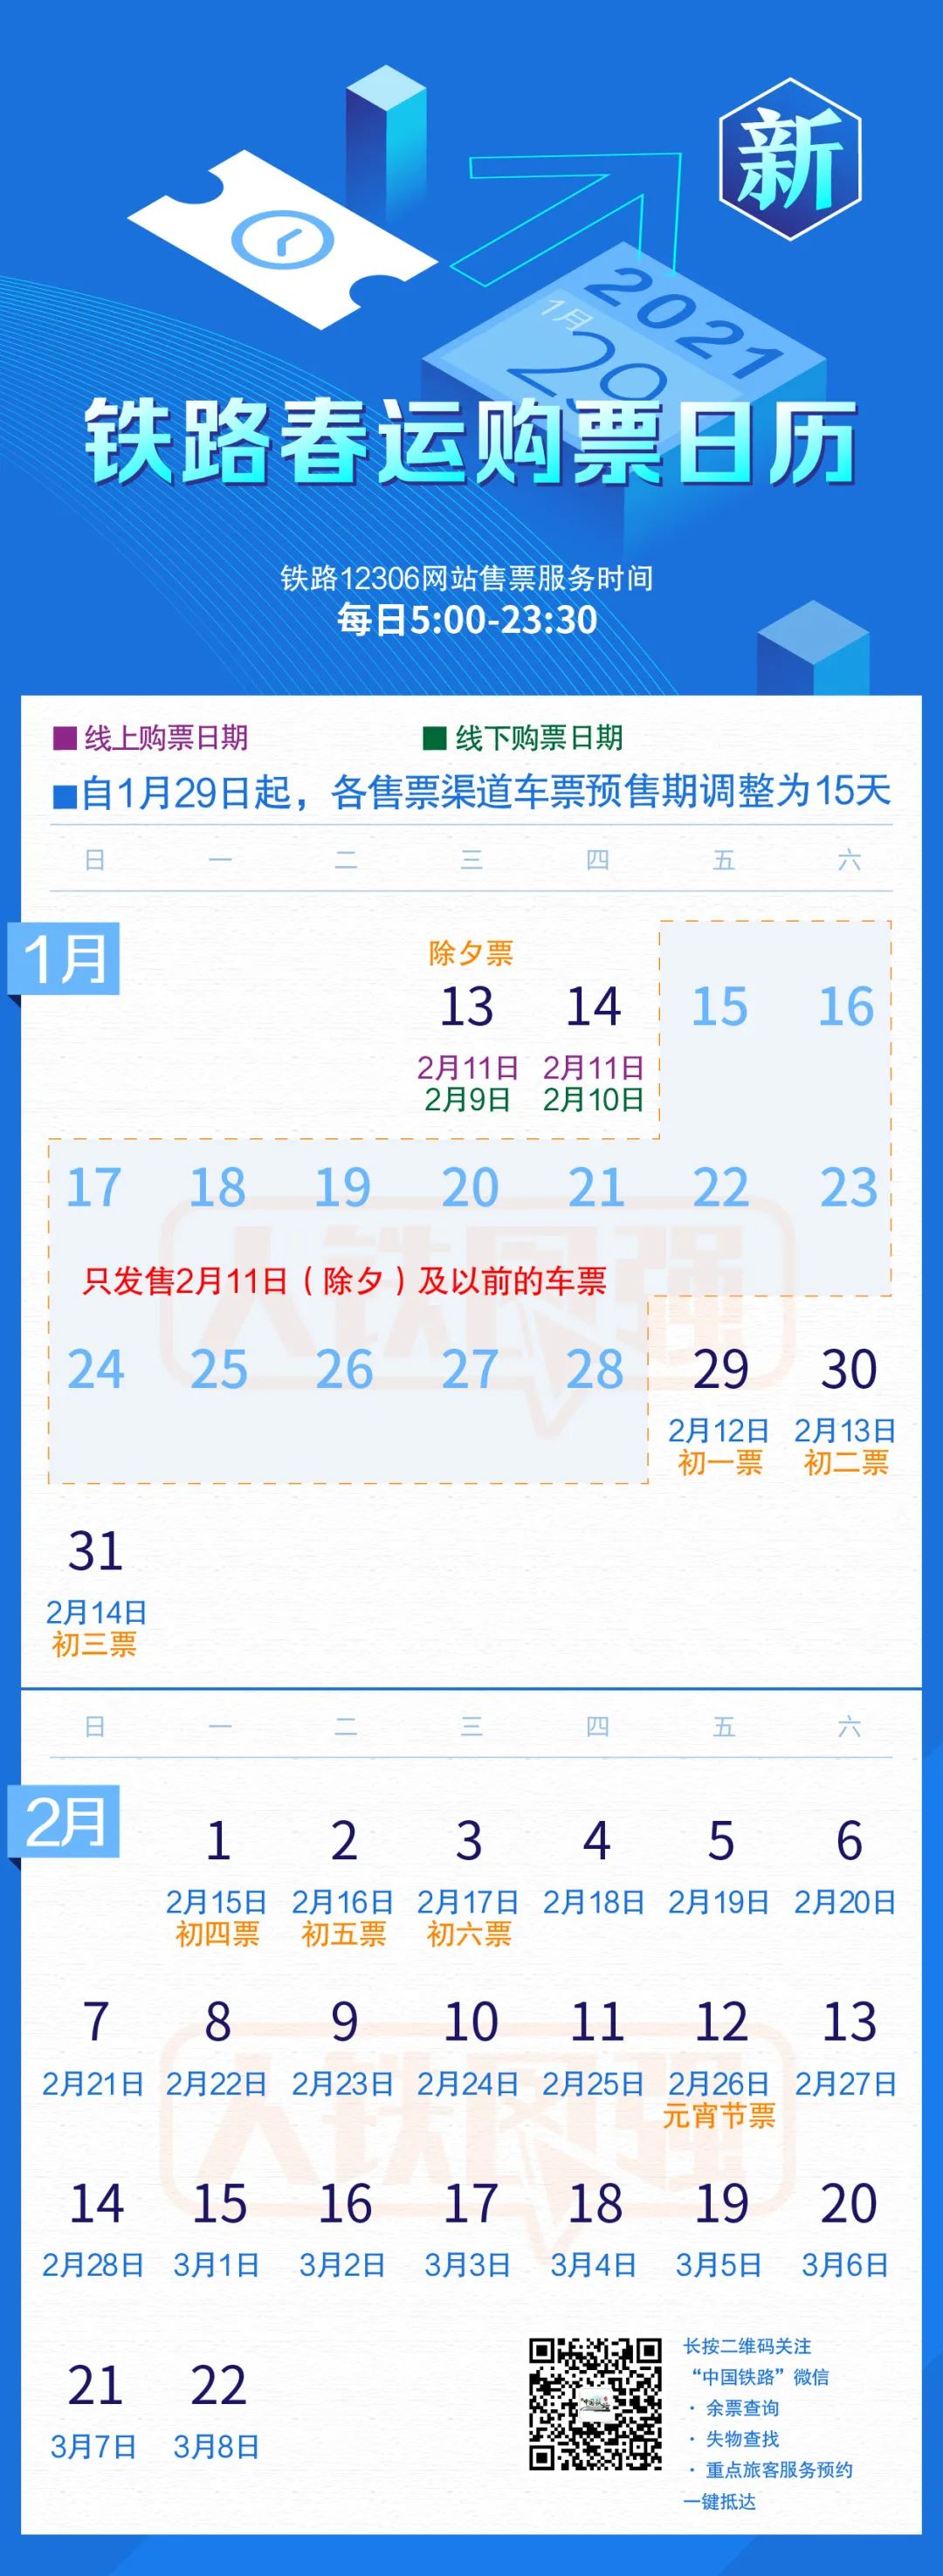 新
2021
1月
29
铁路春运购票日历
铁路12306网站售票服务时间
每日5:00-23:30
线上购票日期 线下购票日期
自1月29日起，各售票渠道车票预售期调整为15天
日 一 二 三 四 五 六
1月
除夕票
13 14 15 16
2月11日 2月11日
2月9日 2月10日
17 18 19 20 21 22 23
只发售2月11日（除夕）及以前的车票
24 25 26 27 28 29 30
2月12日 2月13日
初一票 初二票
31
2月14日
初三票
日 一 二 三 四 五 六
2月
1 2 3 4 5 6
2月15日 2月16日 2月17日 2月18日 2月19日 2月20日
初四票 初五票 初六票
7 8 9 10 11 12 13
2月21日 2月22日 2月23日 2月24日 2月25日 2月26日 2月27日
元宵节票
14 15 16 17 18 19 20
2月28日 3月1日 3月2日 3月3日 3月4日 3月5日 3月6日
21 22
3月7日 3月8日
长按二维码关注
“中国铁路”微信
· 余票查询
· 失物查找
· 重点旅客服务预约
一键抵达